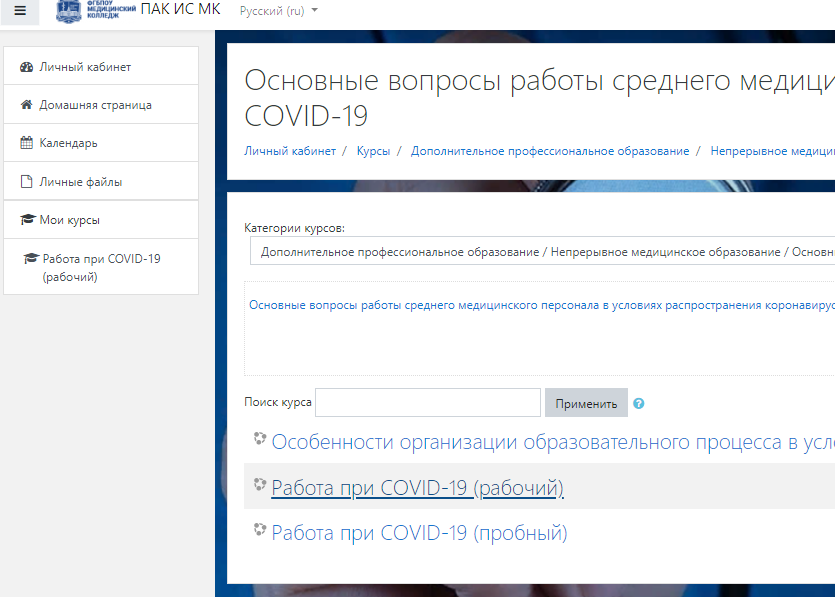 ФГБПОУ
МЕДИЦИНСКИЙ
КОЛЛЕДЖ
ПАК ИС МК
Русский (ru)
Личный кабинет
Домашняя страница
Календарь
Личные файлы
Мои курсы
Работа при COVID-19
(рабочий)
Основные вопросы работы среднего медици
COVID-19
Личный кабинет / Курсы / Дополнительное профессиональное образование / Непрерывное медицин
Категории курсов:
Дополнительное профессиональное образование / Непрерывное медицинское образование / Основн
Основные вопросы работы среднего медицинского персонала в условиях распространения коронавирус
Поиск курса
Применить
Особенности организации образовательного процесса в усло
Работа при COVID-19 (рабочий)
Работа при COVID-19 (пробный)